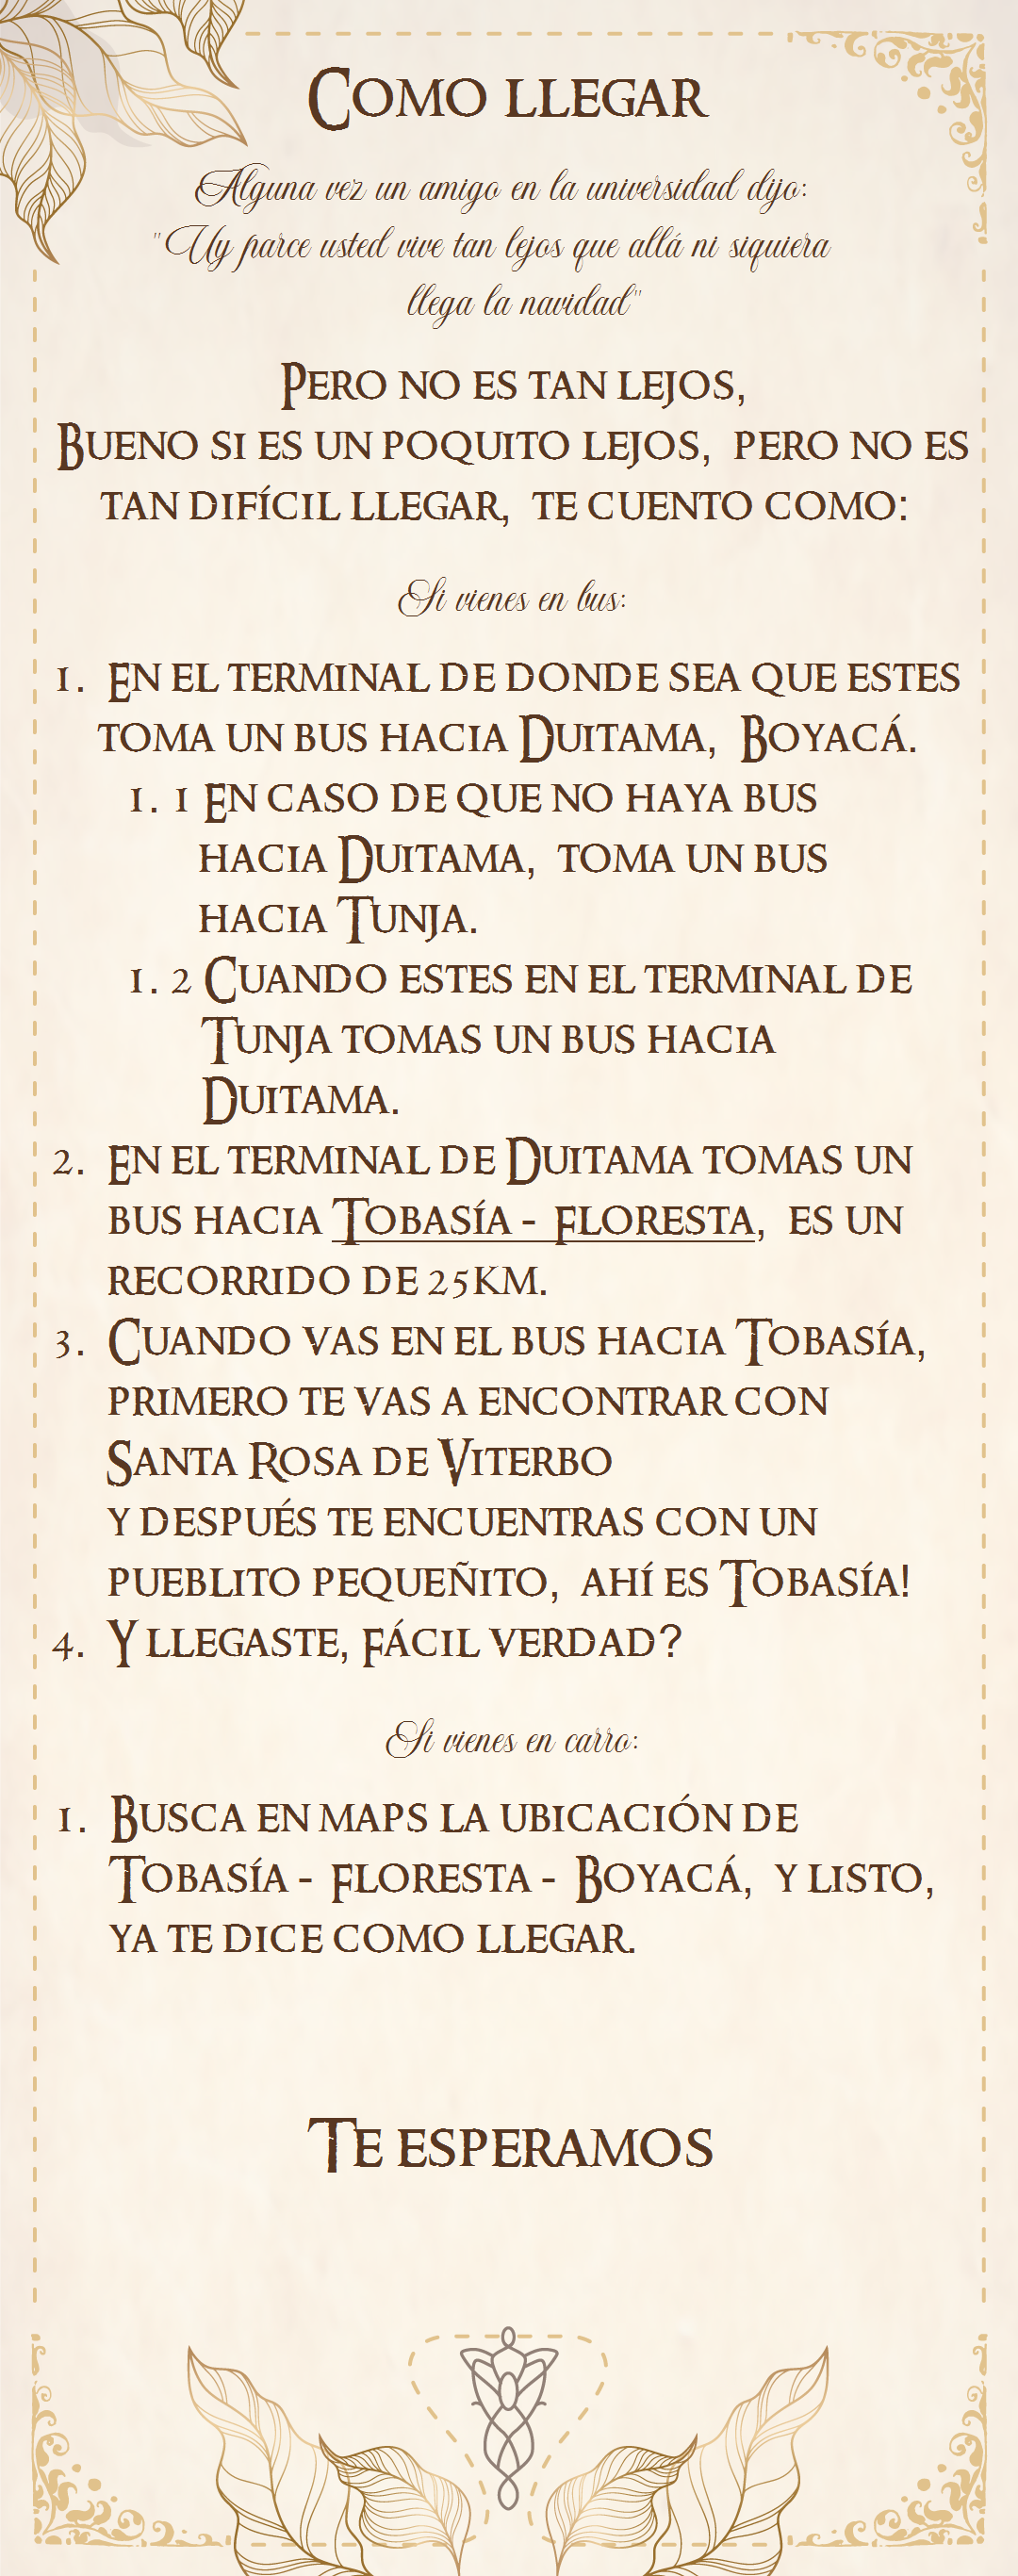 Como llegar
Alguna vez un amigo en la universidad dijo:
"Uy parce usted vive tan lejos que allá ni siquiera
llega la navidad"
Pero no es tan lejos,
Bueno si es un poquito lejos, pero no es
tan difícil llegar, te cuento como:
Si vienes en bus:
1. En el terminal de donde sea que estes
toma un bus hacia Duitama, Boyacá.
1.1 En caso de que no haya bus
hacia Duitama, toma un bus
hacia Tunja.
1.2 Cuando estes en el terminal de
Tunja tomas un bus hacia
Duitama.
2. En el terminal de Duitama tomas un
bus hacia Tobasía - Floresta, es un
recorrido de 25km.
3. Cuando vas en el bus hacia Tobasía,
primero te vas a encontrar con
Santa Rosa de Viterbo
y después te encuentras con un
pueblito pequeñito, ahí es Tobasía!
4. Y llegaste, Fácil verdad?
Si vienes en carro:
1. Busca en maps la ubicación de
Tobasía - Floresta - Boyacá, y listo,
ya te dice como llegar.
Te esperamos